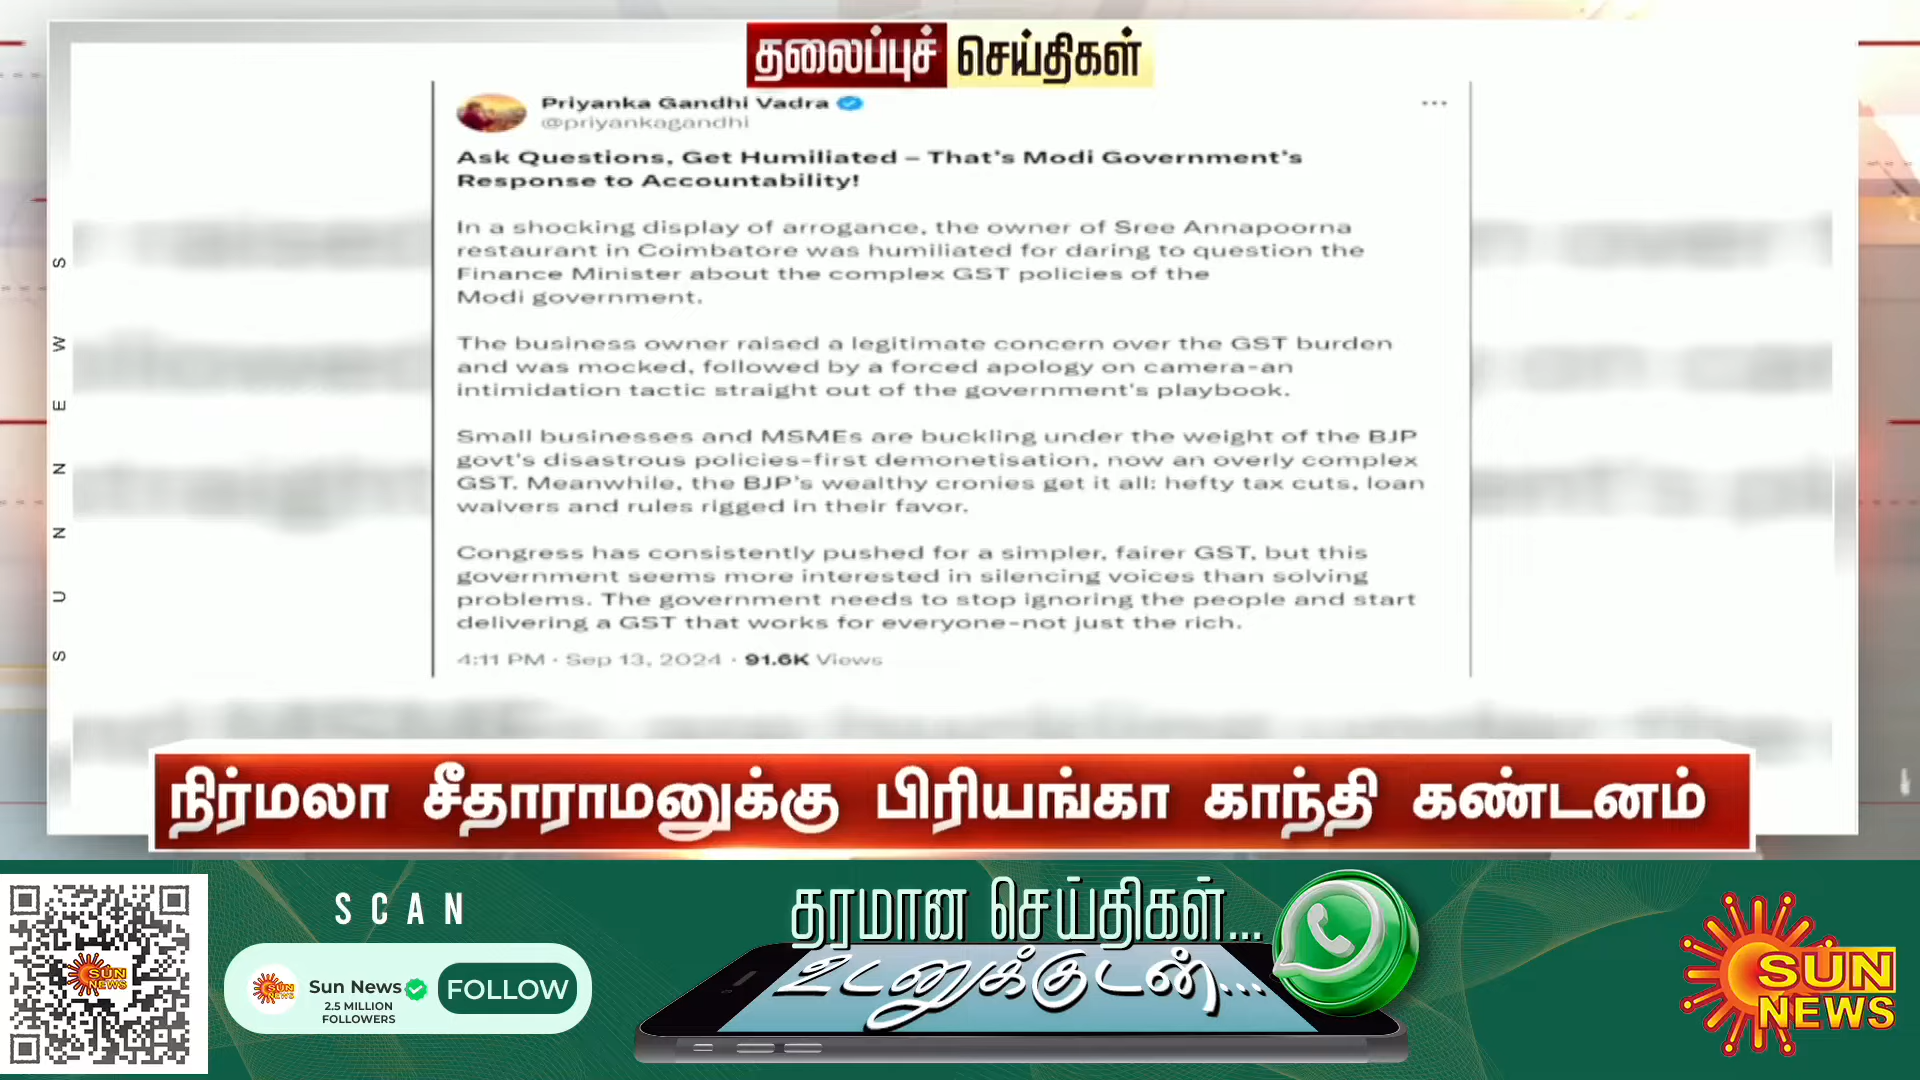 தலைப்புச் செய்திகள்
Priyanka Gandhi Vadra
@priyankagandhi
Ask Questions, Get Humiliated – That's Modi Government's
Response to Accountability!
In a shocking display of arrogance, the owner of Sree Annapoorna
restaurant in Coimbatore was humiliated for daring to question the
Finance Minister about the complex GST policies of the
Modi government.
The business owner raised a legitimate concern over the GST burden
and was mocked, followed by a forced apology on camera-an
intimidation tactic straight out of the government's playbook.
Small businesses and MSMEs are buckling under the weight of the BJP
govt's disastrous policies-first demonetisation, now an overly complex
GST. Meanwhile, the BJP's wealthy cronies get it all: hefty tax cuts, loan
waivers and rules rigged in their favor.
Congress has consistently pushed for a simpler, fairer GST, but this
government seems more interested in silencing voices than solving
problems. The government needs to stop ignoring the people and start
delivering a GST that works for everyone-not just the rich.
4:11 PM · Sep 13, 2024 · 91.6K Views
SUN NEWS
நிர்மலா சீதாராமனுக்கு பிரியங்கா காந்தி கண்டனம்
SCAN
SUN
NEWS
SUN
NEWS
Sun News
2.5 MILLION
FOLLOWERS
FOLLOW
தரமான செய்திகள்...
உடனுக்குடன்...
SUN
NEWS